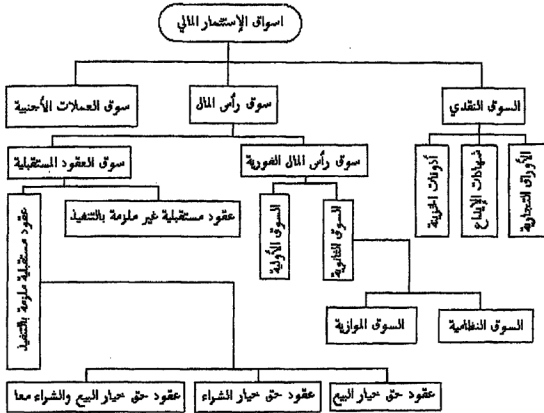 اسواق الإستثمار المالي
السوق النقدي
سوق رأس المال
سوق العملات الأجنبية
الأوراق التجارية
شهادات الإيداع
أذونات الخزينة
سوق رأس المال الفورية
سوق العقود المستقبلية
السوق الثانوية
السوق الأولية
عقود مستقبلية غير ملزمة بالتنفيذ
عقود مستقبلية ملزمة بالتنفيذ
السوق النظامية
السوق الموازية
عقود حق خيار البيع
عقود حق خيار الشراء
عقود حق خيار البيع والشراء معا